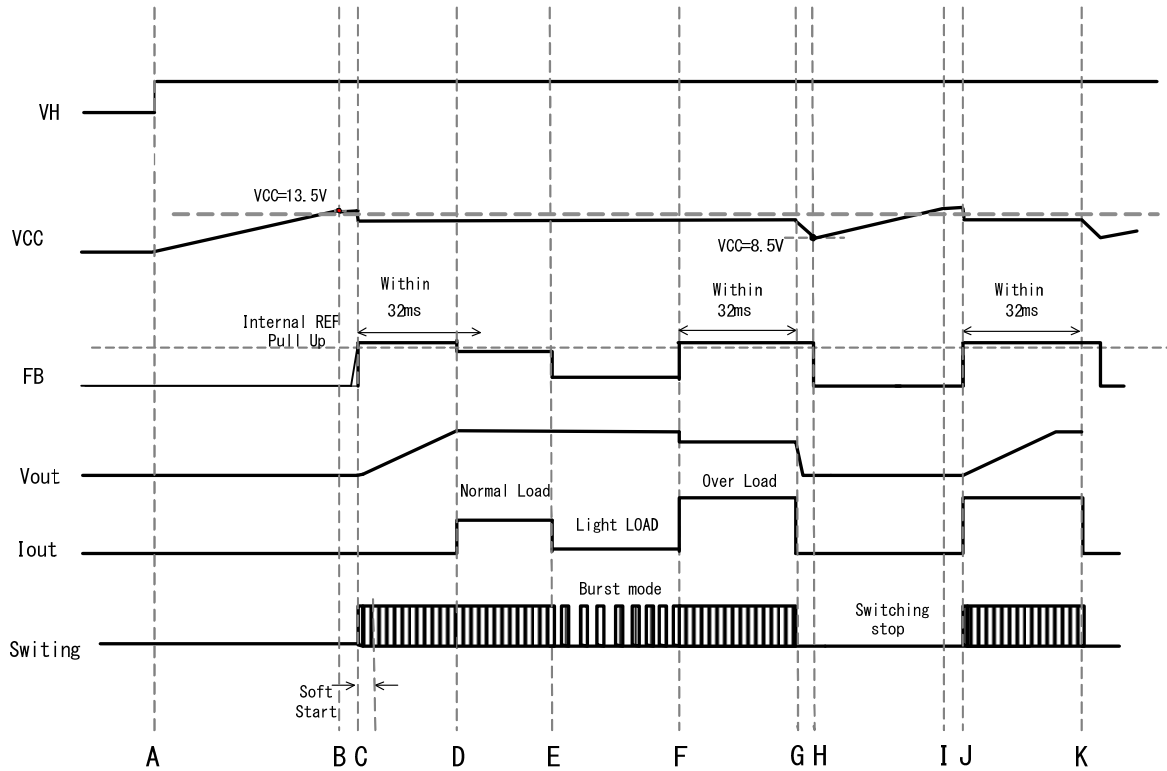 VH
VCC=13.5V
VCC
VCC=8.5V
Within
32ms
Within
32ms
Within
32ms
Internal REF
Pull Up
FB
Vout
Normal Load
Over Load
Light LOAD
Iout
Burst mode
Switching
stop
Switing
Soft
Start
A B C D E F G H I J K